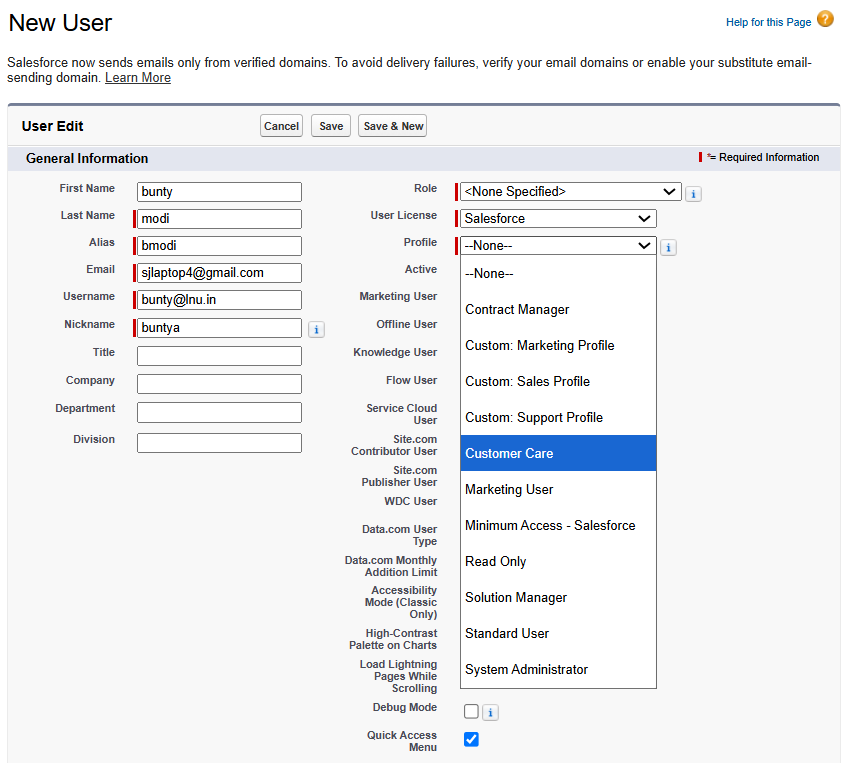 New User
Help for this Page ?
Salesforce now sends emails only from verified domains. To avoid delivery failures, verify your email domains or enable your substitute email-
sending domain. Learn More
User Edit
Cancel
Save
Save & New
General Information
*= Required Information
First Name bunty
Last Name modi
Alias bmodi
Email sjlaptop4@gmail.com
Username bunty@lnu.in
Nickname buntya i
Title
Company
Department
Division
Role <None Specified> i
User License Salesforce
Profile --None-- i
Active
Marketing User
Offline User
Knowledge User
Flow User
Service Cloud
User
Site.com
Contributor User
Site.com
Publisher User
WDC User
Data.com User
Type
Data.com Monthly
Addition Limit
Accessibility
Mode (Classic
Only)
High-Contrast
Palette on Charts
Load Lightning
Pages While
Scrolling
Debug Mode i
Quick Access
Menu
--None--
Contract Manager
Custom: Marketing Profile
Custom: Sales Profile
Custom: Support Profile
Customer Care
Marketing User
Minimum Access - Salesforce
Read Only
Solution Manager
Standard User
System Administrator